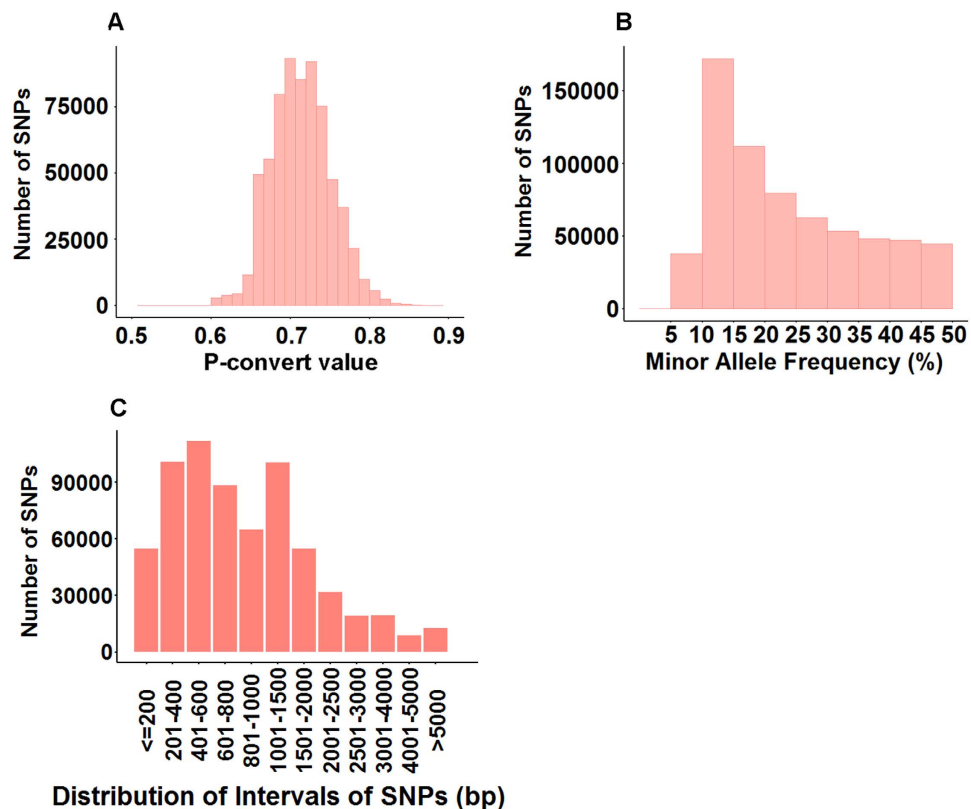 A
Number of SNPs
75000
50000
25000
0
0.5 0.6 0.7 0.8 0.9
P-convert value
B
Number of SNPs
150000
100000
50000
0
5 10 15 20 25 30 35 40 45 50
Minor Allele Frequency (%)
C
Number of SNPs
90000
60000
30000
0
<=200
201-400
401-600
601-800
801-1000
1001-1500
1501-2000
2001-2500
2501-3000
3001-4000
4001-5000
>5000
Distribution of Intervals of SNPs (bp)